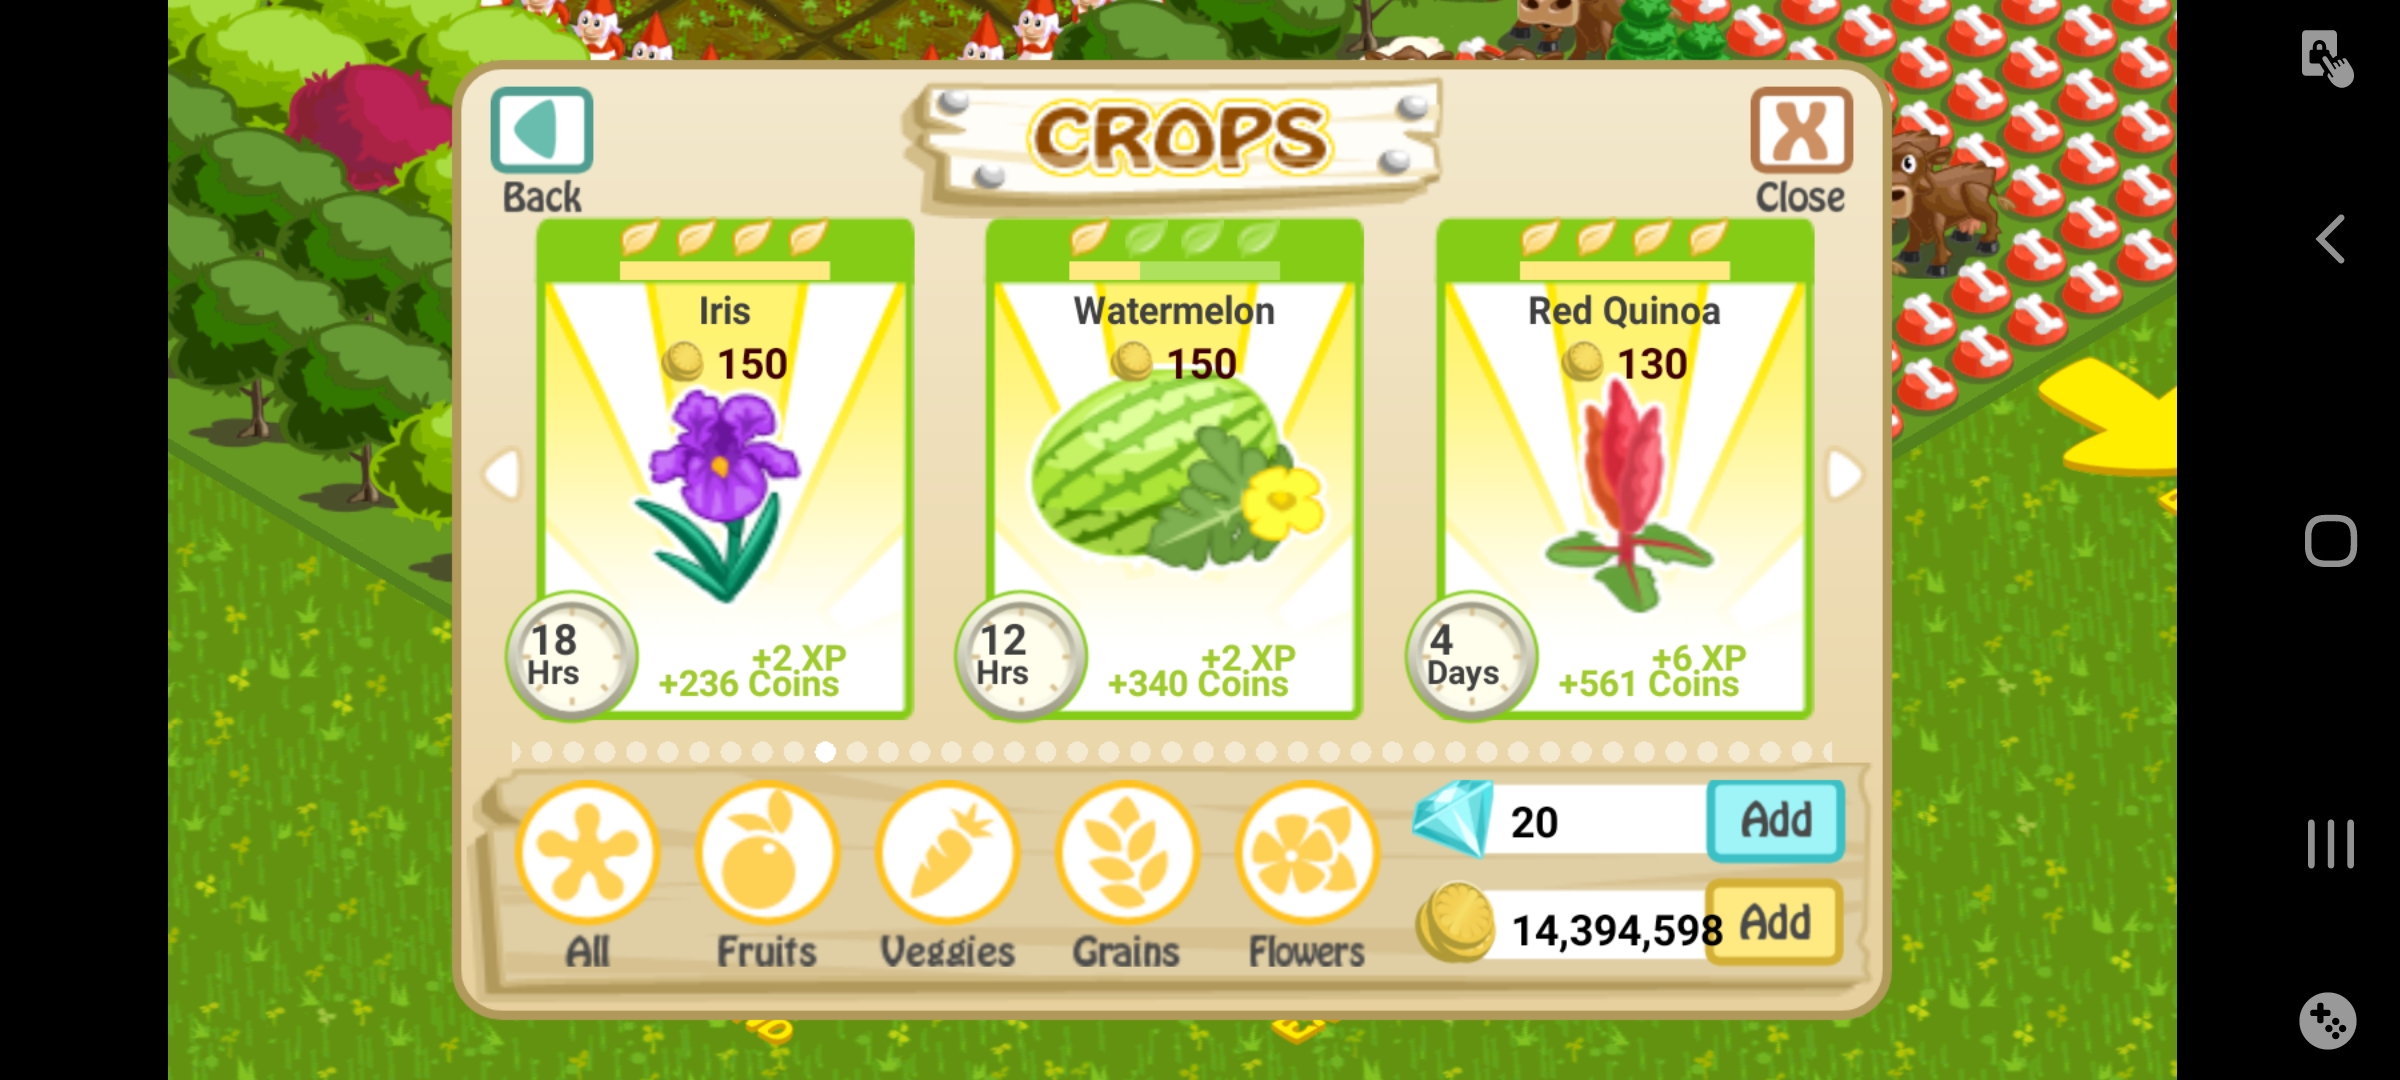 CROPS
Back
Close
Iris
150
18
Hrs
+2 XP
+236 Coins
Watermelon
150
12
Hrs
+2 XP
+340 Coins
Red Quinoa
130
4
Days
+6 XP
+561 Coins
All
Fruits
Veggies
Grains
Flowers
20
Add
14,394,598
Add